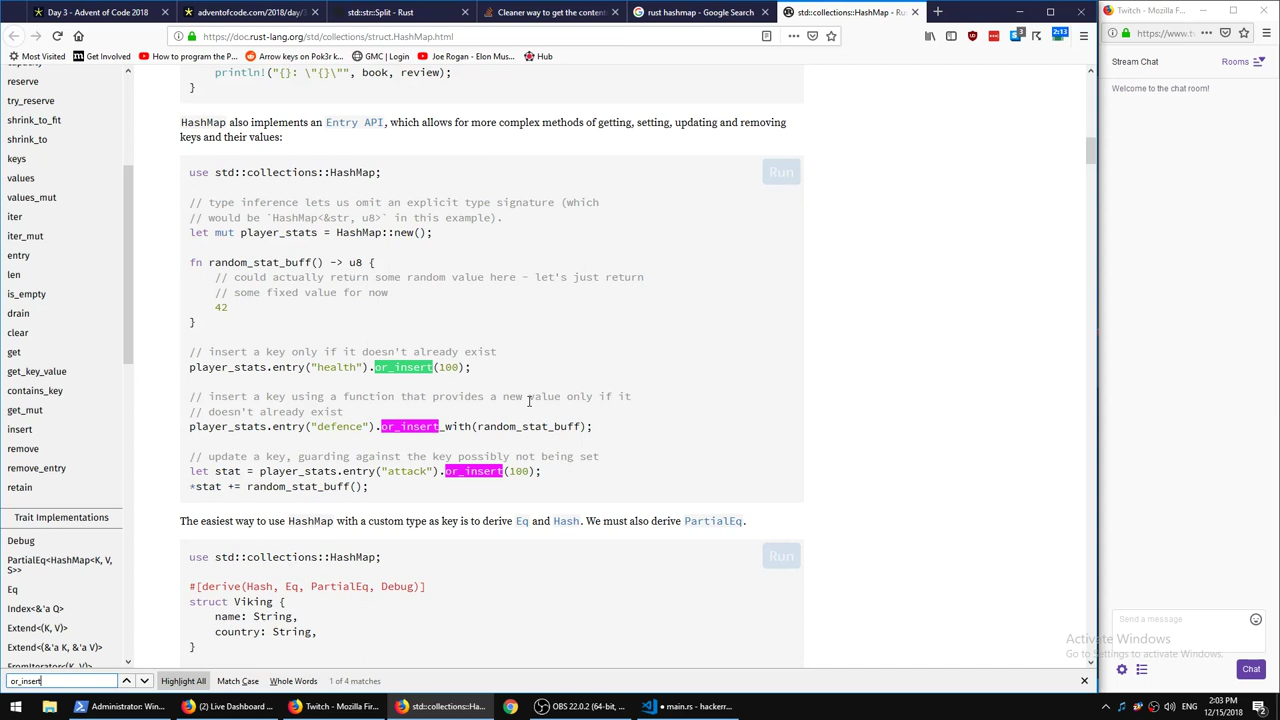 Day 3 - Advent of Code 2018
adventofcode.com/2018/day/3
std::str::Split - Rust
Cleaner way to get the conten
rust hashmap - Google Search
std::collections::HashMap - Rus
Twitch - Mozilla Fi
https://doc.rust-lang.org/std/collections/struct.HashMap.html
2:13
https://www.tw
Most Visited
Get Involved
How to program the P...
Arrow keys on Pok3r k...
GMC | Login
Joe Rogan - Elon Mus...
Hub
Stream Chat
Rooms
Welcome to the chat room!
reserve
try_reserve
shrink_to_fit
shrink_to
keys
values
values_mut
iter
iter_mut
entry
len
is_empty
drain
clear
get
get_key_value
contains_key
get_mut
insert
remove
remove_entry
retain
Trait Implementations
Debug
PartialEq<HashMap<K, V,
S>>
Eq
Index<&'a Q>
Extend<(K, V)>
Extend<(&'a K, &'a V)>
FromIterator<(K, V)>
println!("{}: \"{}\"", book, review);
}
HashMap also implements an Entry API, which allows for more complex methods of getting, setting, updating and removing
keys and their values:
Run
use std::collections::HashMap;
// type inference lets us omit an explicit type signature (which
// would be `HashMap<&str, u8>` in this example).
let mut player_stats = HashMap::new();
fn random_stat_buff() -> u8 {
// could actually return some random value here - let's just return
// some fixed value for now
42
}
// insert a key only if it doesn't already exist
player_stats.entry("health").or_insert(100);
// insert a key using a function that provides a new value only if it
// doesn't already exist
player_stats.entry("defence").or_insert_with(random_stat_buff);
// update a key, guarding against the key possibly not being set
let stat = player_stats.entry("attack").or_insert(100);
*stat += random_stat_buff();
The easiest way to use HashMap with a custom type as key is to derive Eq and Hash. We must also derive PartialEq.
Run
use std::collections::HashMap;
#[derive(Hash, Eq, PartialEq, Debug)]
struct Viking {
name: String,
country: String,
}
Send a message
Activate Windows
Go to Settings to activate Windows.
Chat
or_insert
Highlight All
Match Case
Whole Words
1 of 4 matches
Administrator: Win...
(2) Live Dashboard ...
Twitch - Mozilla Fire...
std::collections::Ha...
OBS 22.0.2 (64-bit, ...
● main.rs - hackerr...
2:03 PM
12/15/2018